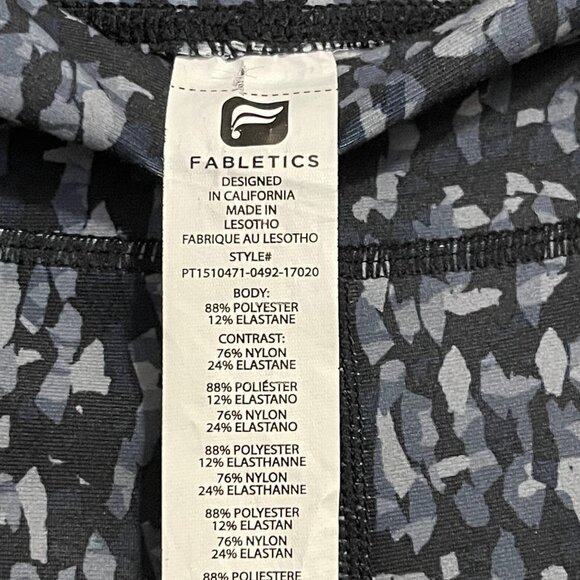 FABLETICS
DESIGNED
IN CALIFORNIA
MADE IN
LESOTHO
FABRIQUE AU LESOTHO
STYLE#
PT1510471-0492-17020
BODY:
88% POLYESTER
12% ELASTANE
CONTRAST:
76% NYLON
24% ELASTANE
88% POLIÉSTER
12% ELASTANO
76% NYLON
24% ELASTANO
88% POLYESTER
12% ELASTHANNE
76% NYLON
24% ELASTHANNE
88% POLYESTER
12% ELASTAN
76% NYLON
24% ELASTAN
88% POLIESTERE